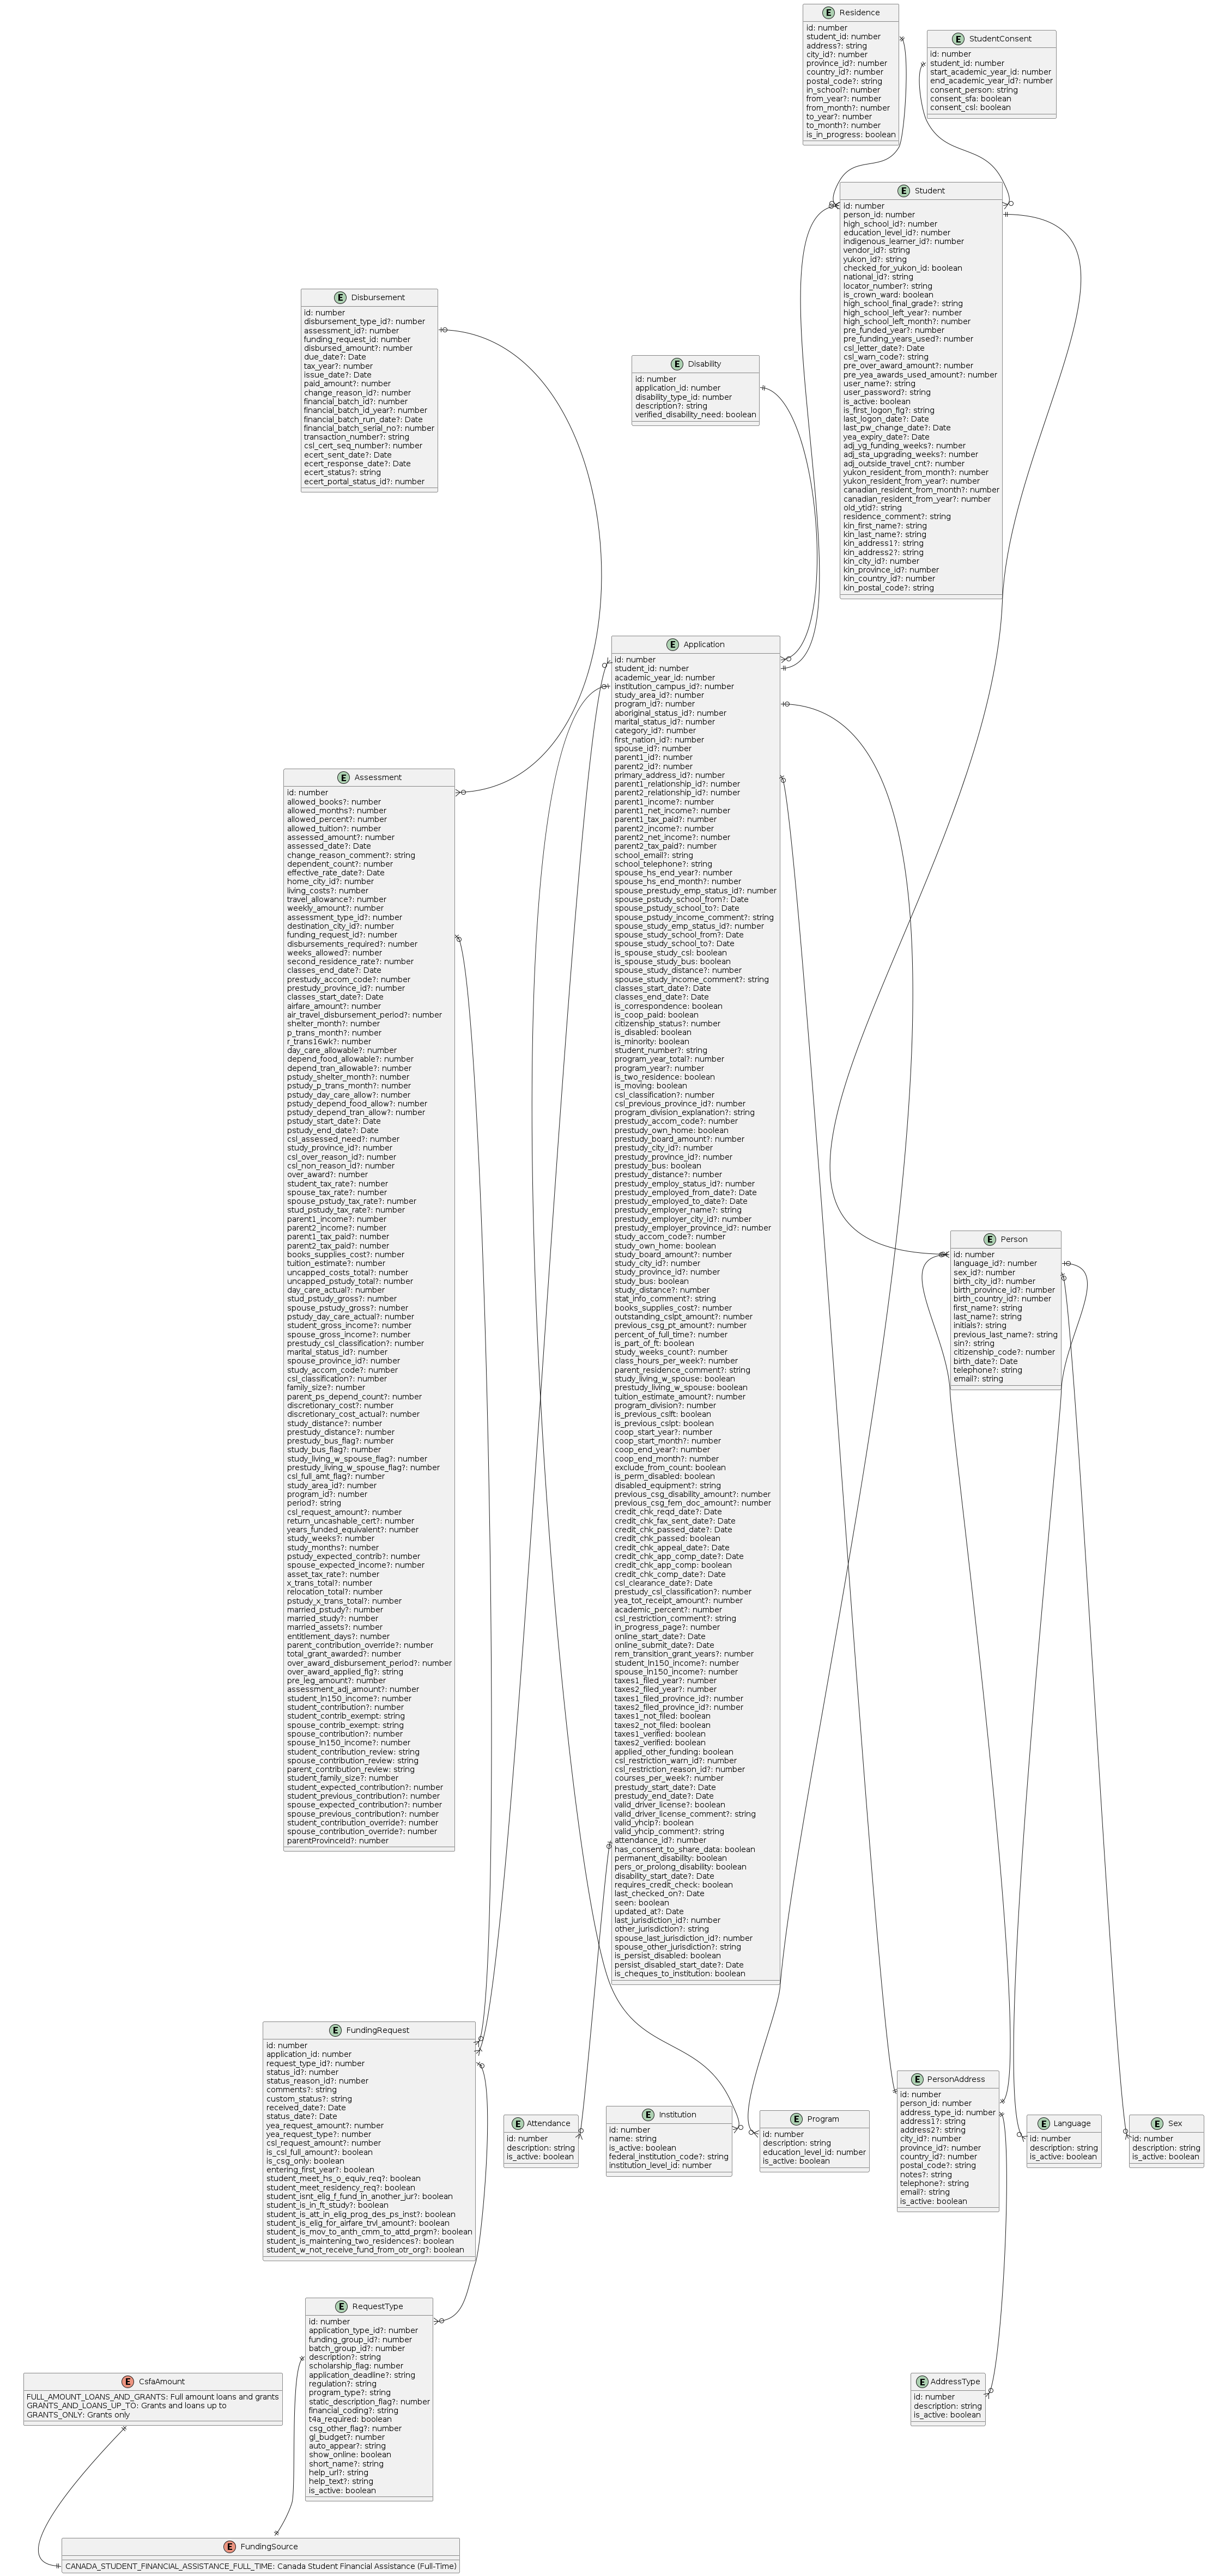 E Residence
id: number
student_id: number
address?: string
city_id?: number
province_id?: number
country_id?: number
postal_code?: string
in_school?: number
from_year?: number
from_month?: number
to_year?: number
to_month?: number
is_in_progress: boolean
E StudentConsent
id: number
student_id: number
start_academic_year_id: number
end_academic_year_id?: number
consent_person: string
consent_sfa: boolean
consent_csl: boolean
E Student
id: number
person_id: number
high_school_id?: number
education_level_id?: number
indigenous_learner_id?: number
vendor_id?: string
yukon_id?: string
checked_for_yukon_id: boolean
national_id?: string
locator_number?: string
is_crown_ward: boolean
high_school_final_grade?: string
high_school_left_year?: number
high_school_left_month?: number
pre_funded_year?: number
pre_funding_years_used?: number
csl_letter_date?: Date
csl_warn_code?: string
pre_over_award_amount?: number
pre_yea_awards_used_amount?: number
user_name?: string
user_password?: string
is_active: boolean
is_first_logon_flg?: string
last_logon_date?: Date
last_pw_change_date?: Date
yea_expiry_date?: Date
adj_yg_funding_weeks?: number
adj_sta_upgrading_weeks?: number
adj_outside_travel_cnt?: number
yukon_resident_from_month?: number
yukon_resident_from_year?: number
canadian_resident_from_month?: number
canadian_resident_from_year?: number
old_ytid?: string
residence_comment?: string
kin_first_name?: string
kin_last_name?: string
kin_address1?: string
kin_address2?: string
kin_city_id?: number
kin_province_id?: number
kin_country_id?: number
kin_postal_code?: string
E Disbursement
id: number
disbursement_type_id?: number
assessment_id?: number
funding_request_id: number
disbursed_amount?: number
due_date?: Date
tax_year?: number
issue_date?: Date
paid_amount?: number
change_reason_id?: number
financial_batch_id?: number
financial_batch_id_year?: number
financial_batch_run_date?: Date
financial_batch_serial_no?: number
transaction_number?: string
csl_cert_seq_number?: number
ecert_sent_date?: Date
ecert_response_date?: Date
ecert_status?: string
ecert_portal_status_id?: number
E Disability
id: number
application_id: number
disability_type_id: number
description?: string
verified_disability_need: boolean
E Application
id: number
student_id: number
academic_year_id: number
institution_campus_id?: number
study_area_id?: number
program_id?: number
aboriginal_status_id?: number
marital_status_id?: number
category_id?: number
first_nation_id?: number
spouse_id?: number
parent1_id?: number
parent2_id?: number
primary_address_id?: number
parent1_relationship_id?: number
parent2_relationship_id?: number
parent1_income?: number
parent1_net_income?: number
parent1_tax_paid?: number
parent2_income?: number
parent2_net_income?: number
parent2_tax_paid?: number
school_email?: string
school_telephone?: string
spouse_hs_end_year?: number
spouse_hs_end_month?: number
spouse_prestudy_emp_status_id?: number
spouse_pstudy_school_from?: Date
spouse_pstudy_school_to?: Date
spouse_pstudy_income_comment?: string
spouse_study_emp_status_id?: number
spouse_study_school_from?: Date
spouse_study_school_to?: Date
is_spouse_study_csl: boolean
is_spouse_study_bus: boolean
spouse_study_distance?: number
spouse_study_income_comment?: string
classes_start_date?: Date
classes_end_date?: Date
is_correspondence: boolean
is_coop_paid: boolean
citizenship_status?: number
is_disabled: boolean
is_minority: boolean
student_number?: string
program_year_total?: number
program_year?: number
is_two_residence: boolean
is_moving: boolean
csl_classification?: number
csl_previous_province_id?: number
program_division_explanation?: string
prestudy_accom_code?: number
prestudy_own_home: boolean
prestudy_board_amount?: number
prestudy_city_id?: number
prestudy_province_id?: number
prestudy_bus: boolean
prestudy_distance?: number
prestudy_employ_status_id?: number
prestudy_employed_from_date?: Date
prestudy_employed_to_date?: Date
prestudy_employer_name?: string
prestudy_employer_city_id?: number
prestudy_employer_province_id?: number
study_accom_code?: number
study_own_home: boolean
study_board_amount?: number
study_city_id?: number
study_province_id?: number
study_bus: boolean
study_distance?: number
stat_info_comment?: string
books_supplies_cost?: number
outstanding_cslpt_amount?: number
previous_csg_pt_amount?: number
percent_of_full_time?: number
is_part_of_ft: boolean
study_weeks_count?: number
class_hours_per_week?: number
parent_residence_comment?: string
study_living_w_spouse: boolean
prestudy_living_w_spouse: boolean
tuition_estimate_amount?: number
program_division?: number
is_previous_cslft: boolean
is_previous_cslpt: boolean
coop_start_year?: number
coop_start_month?: number
coop_end_year?: number
coop_end_month?: number
exclude_from_count: boolean
is_perm_disabled: boolean
disabled_equipment?: string
previous_csg_disability_amount?: number
previous_csg_fem_doc_amount?: number
credit_chk_reqd_date?: Date
credit_chk_fax_sent_date?: Date
credit_chk_passed_date?: Date
credit_chk_passed: boolean
credit_chk_appeal_date?: Date
credit_chk_app_comp_date?: Date
credit_chk_app_comp: boolean
credit_chk_comp_date?: Date
csl_clearance_date?: Date
prestudy_csl_classification?: number
yea_tot_receipt_amount?: number
academic_percent?: number
csl_restriction_comment?: string
in_progress_page?: number
online_start_date?: Date
online_submit_date?: Date
rem_transition_grant_years?: number
student_ln150_income?: number
spouse_ln150_income?: number
taxes1_filed_year?: number
taxes2_filed_year?: number
taxes1_filed_province_id?: number
taxes2_filed_province_id?: number
taxes1_not_filed: boolean
taxes2_not_filed: boolean
taxes1_verified: boolean
taxes2_verified: boolean
applied_other_funding: boolean
csl_restriction_warn_id?: number
csl_restriction_reason_id?: number
courses_per_week?: number
prestudy_start_date?: Date
prestudy_end_date?: Date
valid_driver_license?: boolean
valid_driver_license_comment?: string
valid_yhcip?: boolean
valid_yhcip_comment?: string
attendance_id?: number
has_consent_to_share_data: boolean
permanent_disability: boolean
pers_or_prolong_disability: boolean
disability_start_date?: Date
requires_credit_check: boolean
last_checked_on?: Date
seen: boolean
updated_at?: Date
last_jurisdiction_id?: number
other_jurisdiction?: string
spouse_last_jurisdiction_id?: number
spouse_other_jurisdiction?: string
is_persist_disabled: boolean
persist_disabled_start_date?: Date
is_cheques_to_institution: boolean
E Assessment
id: number
allowed_books?: number
allowed_months?: number
allowed_percent?: number
allowed_tuition?: number
assessed_amount?: number
assessed_date?: Date
change_reason_comment?: string
dependent_count?: number
effective_rate_date?: Date
home_city_id?: number
living_costs?: number
travel_allowance?: number
weekly_amount?: number
assessment_type_id?: number
destination_city_id?: number
funding_request_id?: number
disbursements_required?: number
weeks_allowed?: number
second_residence_rate?: number
classes_end_date?: Date
prestudy_accom_code?: number
prestudy_province_id?: number
classes_start_date?: Date
airfare_amount?: number
air_travel_disbursement_period?: number
shelter_month?: number
p_trans_month?: number
r_trans16wk?: number
day_care_allowable?: number
depend_food_allowable?: number
depend_tran_allowable?: number
pstudy_shelter_month?: number
pstudy_p_trans_month?: number
pstudy_day_care_allow?: number
pstudy_depend_food_allow?: number
pstudy_depend_tran_allow?: number
pstudy_start_date?: Date
pstudy_end_date?: Date
csl_assessed_need?: number
study_province_id?: number
csl_over_reason_id?: number
csl_non_reason_id?: number
over_award?: number
student_tax_rate?: number
spouse_tax_rate?: number
spouse_pstudy_tax_rate?: number
stud_pstudy_tax_rate?: number
parent1_income?: number
parent2_income?: number
parent1_tax_paid?: number
parent2_tax_paid?: number
books_supplies_cost?: number
tuition_estimate?: number
uncapped_costs_total?: number
uncapped_pstudy_total?: number
day_care_actual?: number
stud_pstudy_gross?: number
spouse_pstudy_gross?: number
pstudy_day_care_actual?: number
student_gross_income?: number
spouse_gross_income?: number
prestudy_csl_classification?: number
marital_status_id?: number
spouse_province_id?: number
study_accom_code?: number
csl_classification?: number
family_size?: number
parent_ps_depend_count?: number
discretionary_cost?: number
discretionary_cost_actual?: number
study_distance?: number
prestudy_distance?: number
prestudy_bus_flag?: number
study_bus_flag?: number
study_living_w_spouse_flag?: number
prestudy_living_w_spouse_flag?: number
csl_full_amt_flag?: number
study_area_id?: number
program_id?: number
period?: string
csl_request_amount?: number
return_uncashable_cert?: number
years_funded_equivalent?: number
study_weeks?: number
study_months?: number
pstudy_expected_contrib?: number
spouse_expected_income?: number
asset_tax_rate?: number
x_trans_total?: number
relocation_total?: number
pstudy_x_trans_total?: number
married_pstudy?: number
married_study?: number
married_assets?: number
entitlement_days?: number
parent_contribution_override?: number
total_grant_awarded?: number
over_award_disbursement_period?: number
over_award_applied_flg?: string
pre_leg_amount?: number
assessment_adj_amount?: number
student_ln150_income?: number
student_contribution?: number
student_contrib_exempt: string
spouse_contrib_exempt: string
spouse_contribution?: number
spouse_ln150_income?: number
student_contribution_review: string
spouse_contribution_review: string
parent_contribution_review: string
student_family_size?: number
student_expected_contribution?: number
student_previous_contribution?: number
spouse_expected_contribution?: number
spouse_previous_contribution?: number
student_contribution_override?: number
spouse_contribution_override?: number
parentProvinceId?: number
E Person
id: number
language_id?: number
sex_id?: number
birth_city_id?: number
birth_province_id?: number
birth_country_id?: number
first_name?: string
last_name?: string
initials?: string
previous_last_name?: string
sin?: string
citizenship_code?: number
birth_date?: Date
telephone?: string
email?: string
E FundingRequest
id: number
application_id: number
request_type_id?: number
status_id?: number
status_reason_id?: number
comments?: string
custom_status?: string
received_date?: Date
status_date?: Date
yea_request_amount?: number
yea_request_type?: number
csl_request_amount?: number
is_csl_full_amount?: boolean
is_csg_only: boolean
entering_first_year?: boolean
student_meet_hs_o_equiv_req?: boolean
student_meet_residency_req?: boolean
student_isnt_elig_f_fund_in_another_jur?: boolean
student_is_in_ft_study?: boolean
student_is_att_in_elig_prog_des_ps_inst?: boolean
student_is_elig_for_airfare_trvl_amount?: boolean
student_is_mov_to_anth_cmm_to_attd_prgm?: boolean
student_is_maintening_two_residences?: boolean
student_w_not_receive_fund_from_otr_org?: boolean
E Attendance
id: number
description: string
is_active: boolean
E Institution
id: number
name: string
is_active: boolean
federal_institution_code?: string
institution_level_id: number
E Program
id: number
description: string
education_level_id: number
is_active: boolean
E PersonAddress
id: number
person_id: number
address_type_id: number
address1?: string
address2?: string
city_id?: number
province_id?: number
country_id?: number
postal_code?: string
notes?: string
telephone?: string
email?: string
is_active: boolean
E Language
id: number
description: string
is_active: boolean
E Sex
id: number
description: string
is_active: boolean
E RequestType
id: number
application_type_id?: number
funding_group_id?: number
batch_group_id?: number
description?: string
scholarship_flag: number
application_deadline?: string
regulation?: string
program_type?: string
static_description_flag?: number
financial_coding?: string
t4a_required: boolean
csg_other_flag?: number
gl_budget?: number
auto_appear?: string
show_online: boolean
short_name?: string
help_url?: string
help_text?: string
is_active: boolean
E CsfaAmount
FULL_AMOUNT_LOANS_AND_GRANTS: Full amount loans and grants
GRANTS_AND_LOANS_UP_TO: Grants and loans up to
GRANTS_ONLY: Grants only
E AddressType
id: number
description: string
is_active: boolean
E FundingSource
CANADA_STUDENT_FINANCIAL_ASSISTANCE_FULL_TIME: Canada Student Financial Assistance (Full-Time)